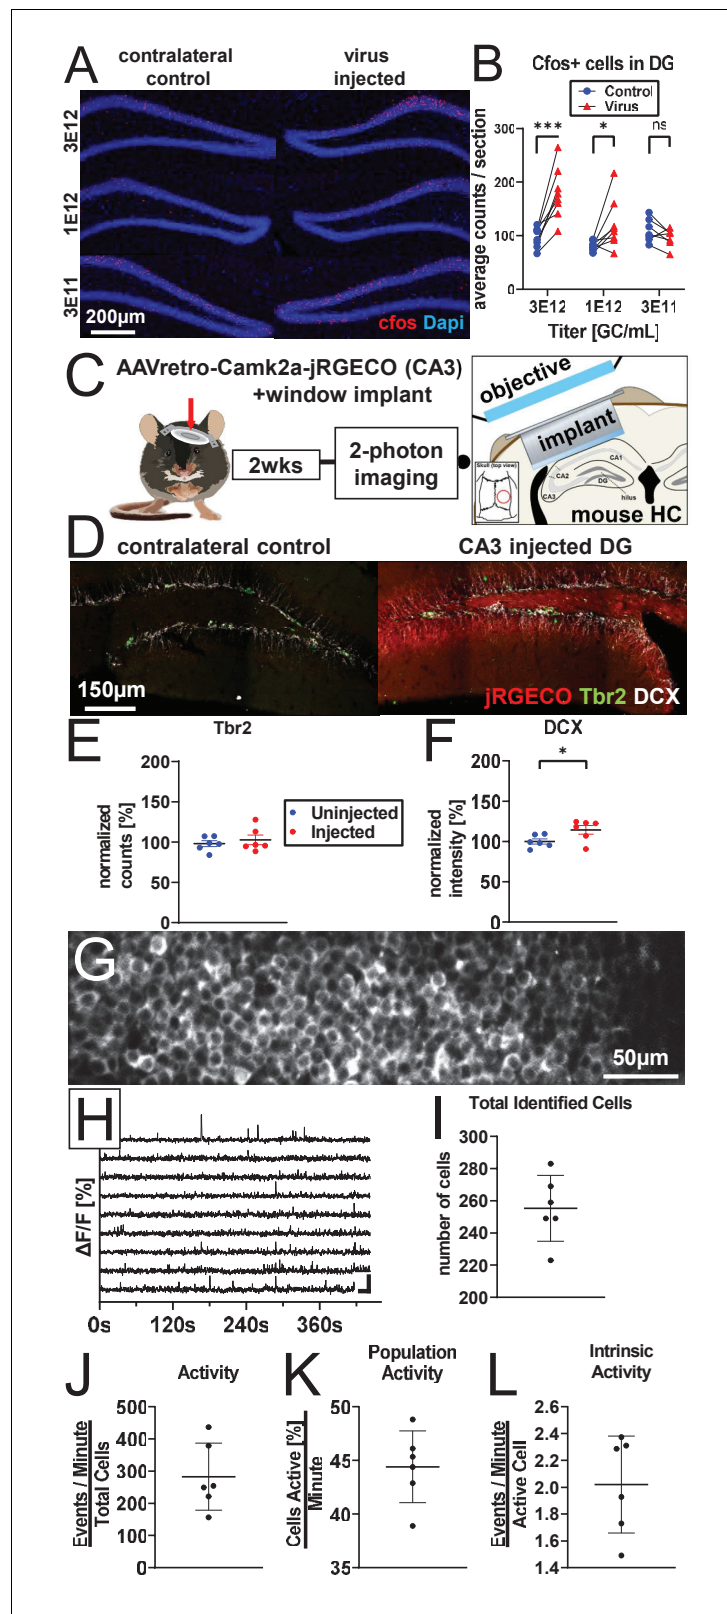 A
contralateral
control
virus
injected
3E12
1E12
3E11
200µm
cfos Dapi
B
Cfos+ cells in DG
Control
Virus
***
*
ns
average counts / section
300
200
100
0
3E12
1E12
3E11
Titer [GC/mL]
C
AAVretro-Camk2a-jRGECO (CA3)
+window implant
2wks
2-photon
imaging
objective
implant
Skull (top view)
CA1
CA2
CA3
DG
hilus
mouse HC
D
contralateral control
CA3 injected DG
150µm
jRGECO Tbr2 DCX
E
Tbr2
normalized
counts [%]
200
150
100
50
0
Uninjected
Injected
F
DCX
*
normalized
intensity [%]
200
150
100
50
0
G
50µm
H
ΔF/F [%]
0s
120s
240s
360s
I
Total Identified Cells
number of cells
300
280
260
240
220
200
J
Activity
Events / Minute
Total Cells
500
400
300
200
100
0
K
Population
Activity
Cells Active [%]
Minute
50
45
43
35
L
Intrinsic
Activity
Events / Minute
Active Cell
2.6
2.4
2.2
2.0
1.8
1.6
1.4